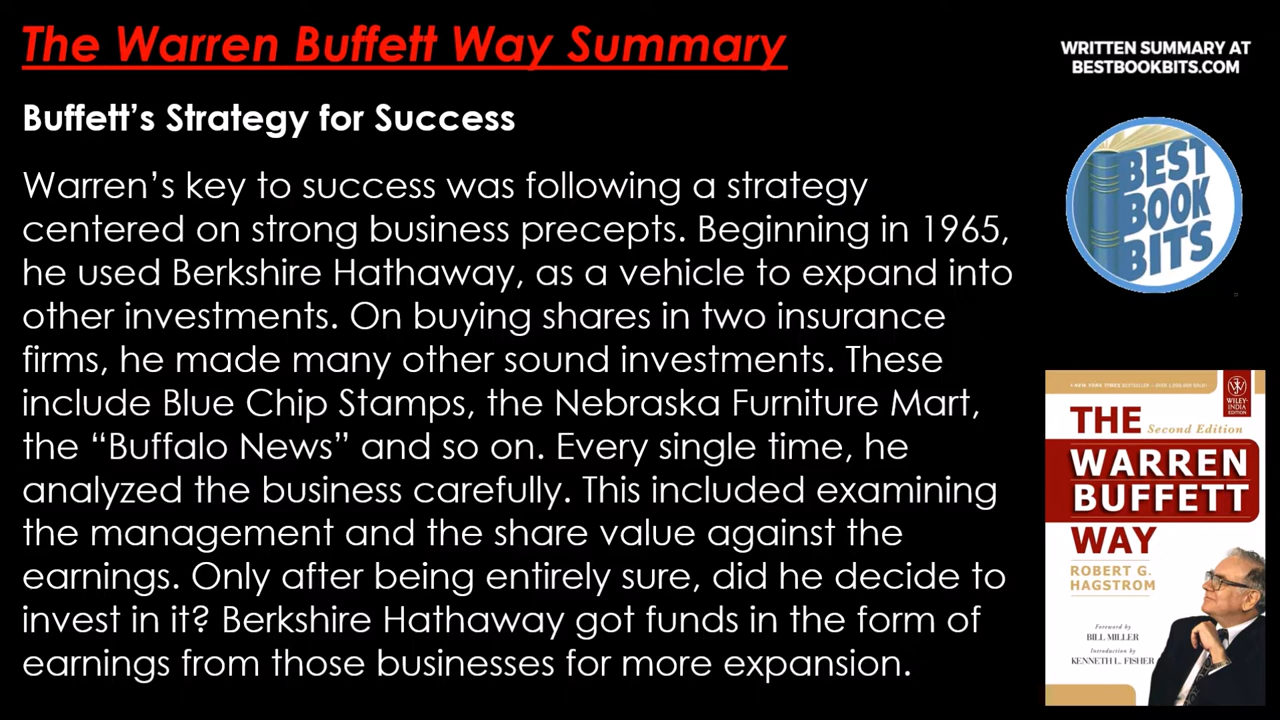 The Warren Buffett Way Summary
WRITTEN SUMMARY AT
BESTBOOKBITS.COM
Buffett’s Strategy for Success
Warren’s key to success was following a strategy
centered on strong business precepts. Beginning in 1965,
he used Berkshire Hathaway, as a vehicle to expand into
other investments. On buying shares in two insurance
firms, he made many other sound investments. These
include Blue Chip Stamps, the Nebraska Furniture Mart,
the “Buffalo News” and so on. Every single time, he
analyzed the business carefully. This included examining
the management and the share value against the
earnings. Only after being entirely sure, did he decide to
invest in it? Berkshire Hathaway got funds in the form of
earnings from those businesses for more expansion.
BEST
BOOK
BITS
WILEY-
INDIA
EDITION
THE
Second Edition
WARREN
BUFFETT
WAY
ROBERT G.
HAGSTROM
Foreword by
BILL MILLER
Introduction by
KENNETH L. FISHER